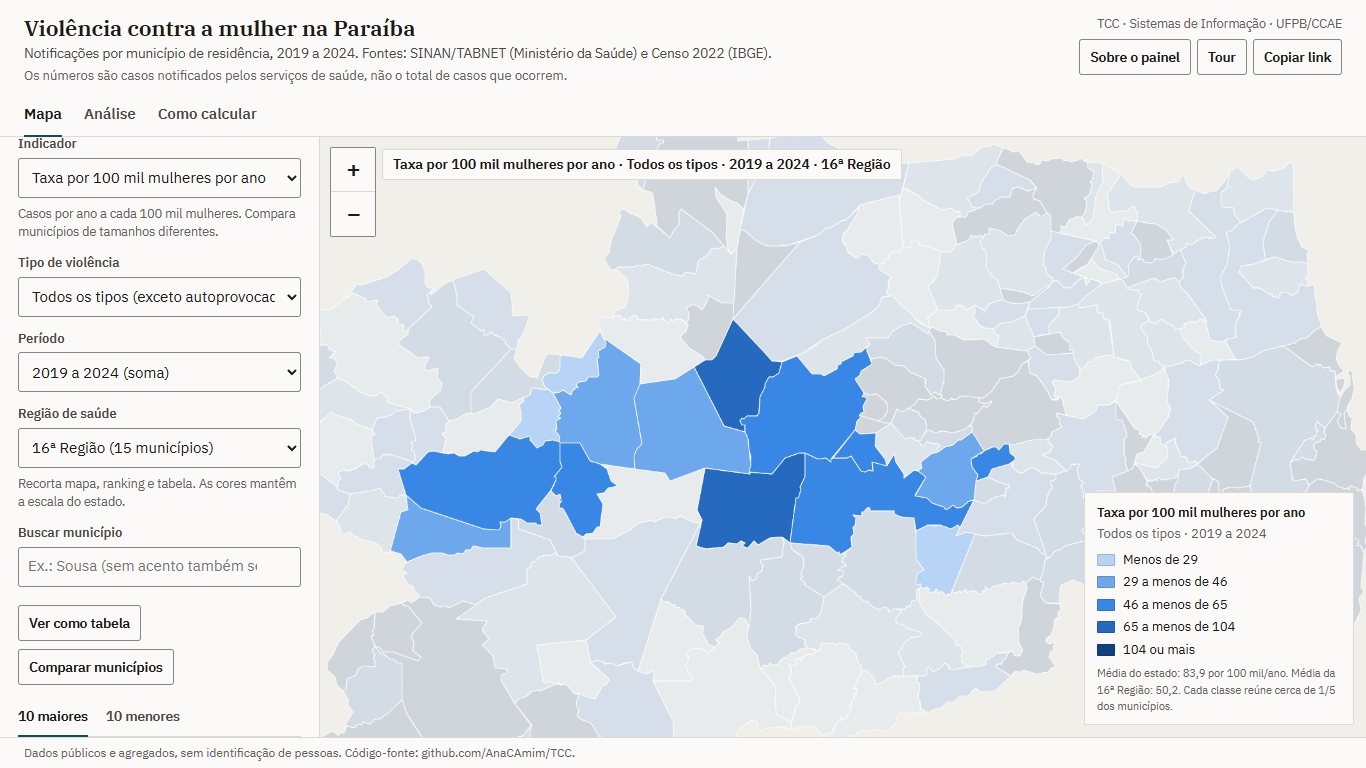 Violência contra a mulher na Paraíba
Notificações por município de residência, 2019 a 2024. Fontes: SINAN/TABNET (Ministério da Saúde) e Censo 2022 (IBGE).
Os números são casos notificados pelos serviços de saúde, não o total de casos que ocorrem.
TCC · Sistemas de Informação · UFPB/CCAE
Sobre o painel
Tour
Copiar link
Mapa
Análise
Como calcular
Indicador
Taxa por 100 mil mulheres por ano
Casos por ano a cada 100 mil mulheres. Compara
municípios de tamanhos diferentes.
Tipo de violência
Todos os tipos (exceto autoprovocac
Período
2019 a 2024 (soma)
Região de saúde
16ª Região (15 municípios)
Recorta mapa, ranking e tabela. As cores mantêm
a escala do estado.
Buscar município
Ex.: Sousa (sem acento também se
Ver como tabela
Comparar municípios
10 maiores
10 menores
+
−
Taxa por 100 mil mulheres por ano · Todos os tipos · 2019 a 2024 · 16ª Região
Taxa por 100 mil mulheres por ano
Todos os tipos · 2019 a 2024
Menos de 29
29 a menos de 46
46 a menos de 65
65 a menos de 104
104 ou mais
Média do estado: 83,9 por 100 mil/ano. Média da
16ª Região: 50,2. Cada classe reúne cerca de 1/5
dos municípios.
Dados públicos e agregados, sem identificação de pessoas. Código-fonte: github.com/AnaCAmim/TCC.